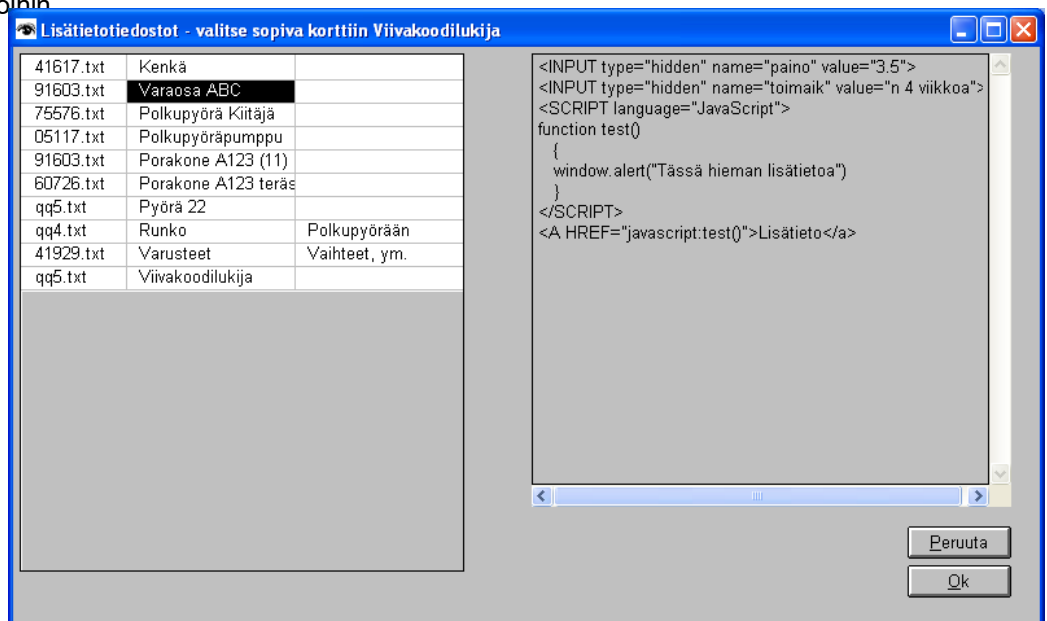 Lisätietotiedostot - valitse sopiva korttiin Viivakoodilukija
41617.txt Kenkä
91603.txt Varaosa ABC
75576.txt Polkupyörä Kiitäjä
05117.txt Polkupyöräpumppu
91603.txt Porakone A123 (11)
60726.txt Porakone A123 teräs
qq5.txt Pyörä 22
qq4.txt Runko Polkupyörään
41929.txt Varusteet Vaihteet, ym.
qq5.txt Viivakoodilukija
<INPUT type="hidden" name="paino" value="3.5">
<INPUT type="hidden" name="toimaik" value="n 4 viikkoa">
<SCRIPT language="JavaScript">
function test()
{
window.alert("Tässä hieman lisätietoa")
}
</SCRIPT>
<A HREF="javascript:test()">Lisätieto</a>
Peruuta
Ok